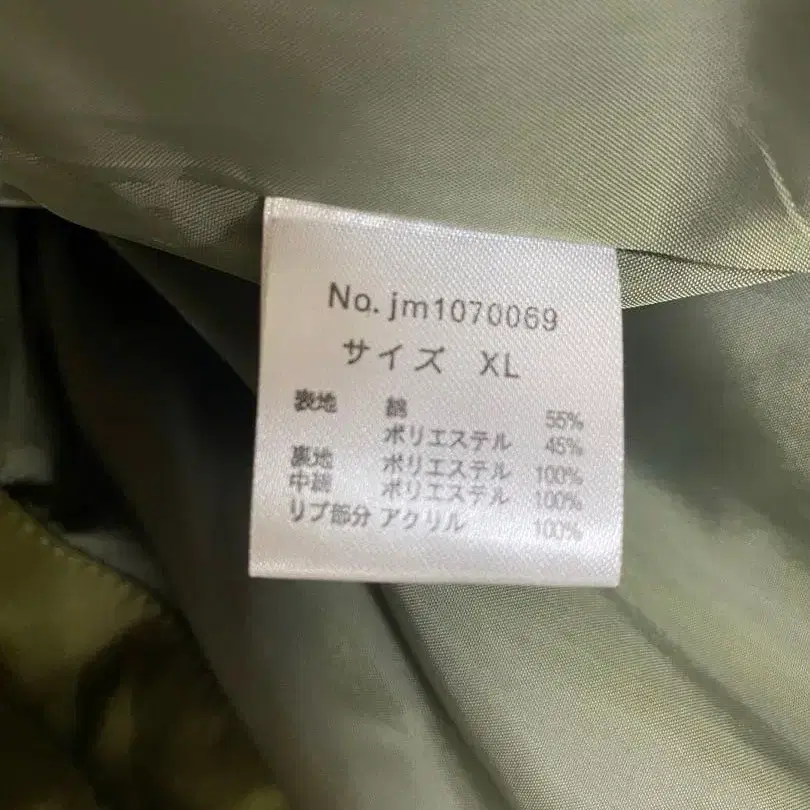 No. jm1070069
サイズ XL
表地 綿 55%
ポリエステル 45%
裏地 ポリエステル 100%
中綿 ポリエステル 100%
リブ部分 アクリル 100%